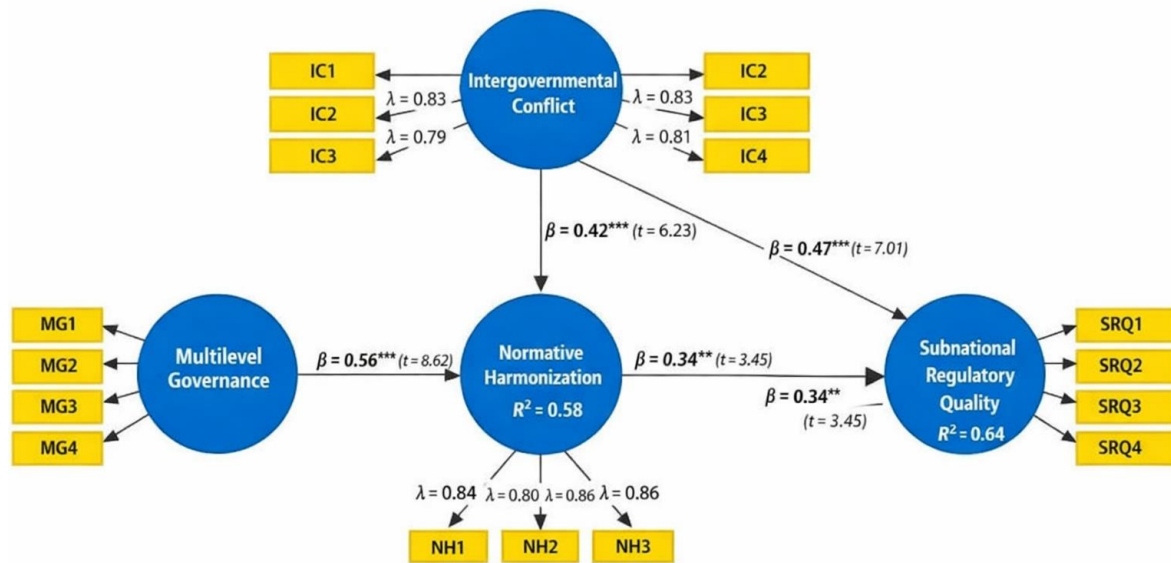 IC1
Intergovernmental
Conflict
IC2
λ = 0.83
λ = 0.83
IC2
IC3
λ = 0.79
λ = 0.81
IC3
IC4
β = 0.42*** (t = 6.23)
β = 0.47*** (t = 7.01)
MG1
MG2
MG3
MG4
Multilevel
Governance
β = 0.56*** (t = 8.62)
Normative
Harmonization
R² = 0.58
β = 0.34** (t = 3.45)
β = 0.34**
(t = 3.45)
Subnational
Regulatory
Quality
R² = 0.64
SRQ1
SRQ2
SRQ3
SRQ4
λ = 0.84 λ = 0.80 λ = 0.86 λ = 0.86
NH1 NH2 NH3